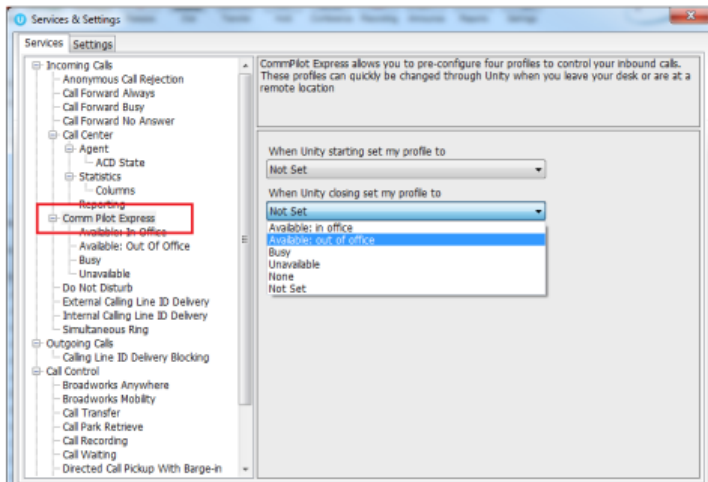 Services & Settings
Services Settings
Incoming Calls
Anonymous Call Rejection
Call Forward Always
Call Forward Busy
Call Forward No Answer
Call Center
Agent
ACD State
Statistics
Columns
Reporting
Comm Pilot Express
Available: In Office
Available: Out Of Office
Busy
Unavailable
Do Not Disturb
External Calling Line ID Delivery
Internal Calling Line ID Delivery
Simultaneous Ring
Outgoing Calls
Calling Line ID Delivery Blocking
Call Control
Broadworks Anywhere
Broadworks Mobility
Call Transfer
Call Park Retrieve
Call Recording
Call Waiting
Directed Call Pickup With Barge-in
CommPilot Express allows you to pre-configure four profiles to control your inbound calls.
These profiles can quickly be changed through Unity when you leave your desk or are at a
remote location
When Unity starting set my profile to
Not Set
When Unity closing set my profile to
Not Set
Available: in office
Available: out of office
Busy
Unavailable
None
Not Set